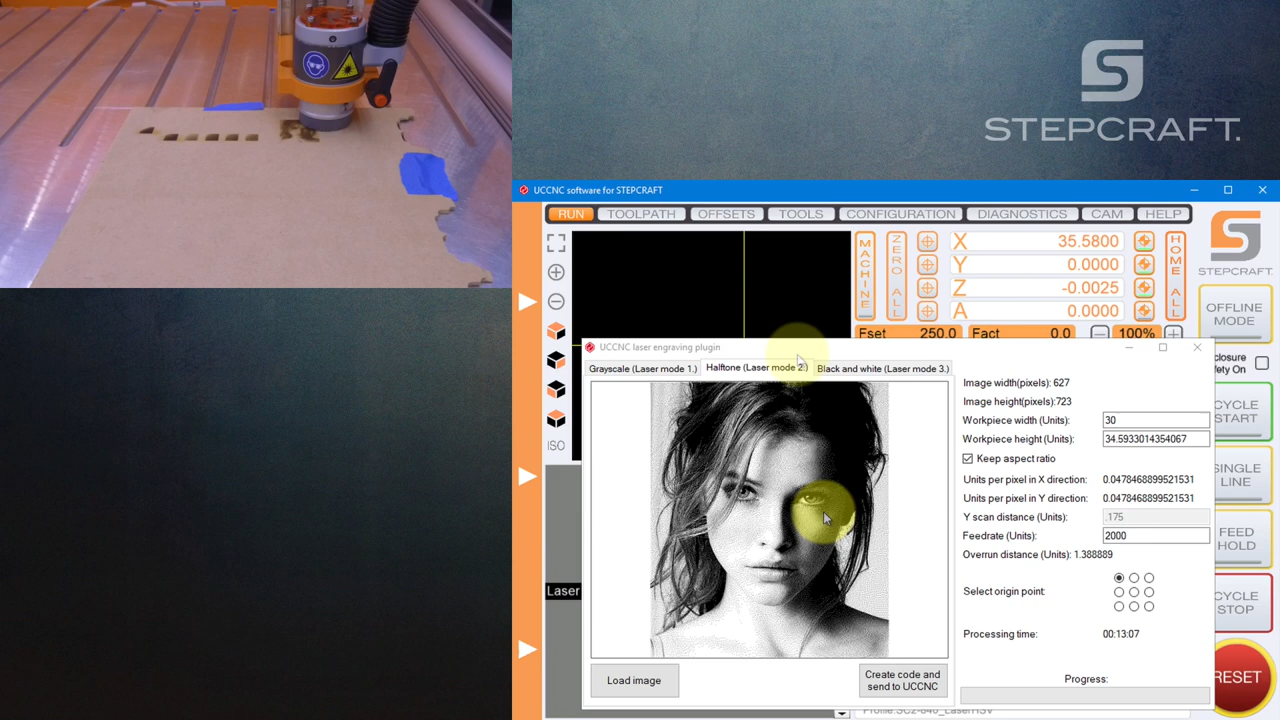 STEPCRAFT.
UCCNC software for STEPCRAFT
RUN TOOLPATH OFFSETS TOOLS CONFIGURATION DIAGNOSTICS CAM HELP
MACHINE
ZERO ALL
X 35.5800
Y 0.0000
Z -0.0025
A 0.0000
HOME ALL
STEPCRAFT.
OFFLINE
MODE
Fset 250.0 Fact 0.0 100%
UCCNC laser engraving plugin
Grayscale (Laser mode 1.) Halftone (Laser mode 2.) Black and white (Laser mode 3.)
closure
fety On
CYCLE
START
SINGLE
LINE
FEED
HOLD
CYCLE
STOP
RESET
ISO
Laser
Image width(pixels): 627
Image height(pixels):723
Workpiece width (Units): 30
Workpiece height (Units): 34.5933014354067
Keep aspect ratio
Units per pixel in X direction: 0.0478468899521531
Units per pixel in Y direction: 0.0478468899521531
Y scan distance (Units): .175
Feedrate (Units): 2000
Overrun distance (Units): 1.388889
Select origin point:
Processing time: 00:13:07
Progress:
Load image
Create code and
send to UCCNC